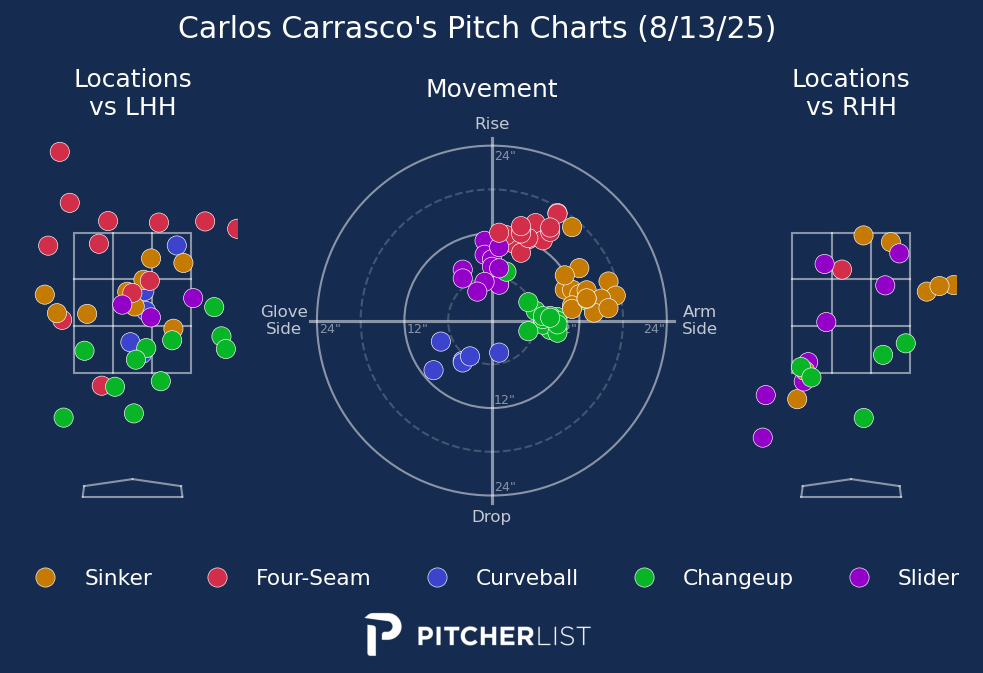 Carlos Carrasco's Pitch Charts (8/13/25)
Locations
vs LHH
Movement
Locations
vs RHH
Rise
24"
Glove
Side
24"
12"
12"
24"
Arm
Side
12"
24"
Drop
Sinker
Four-Seam
Curveball
Changeup
Slider
PITCHERLIST